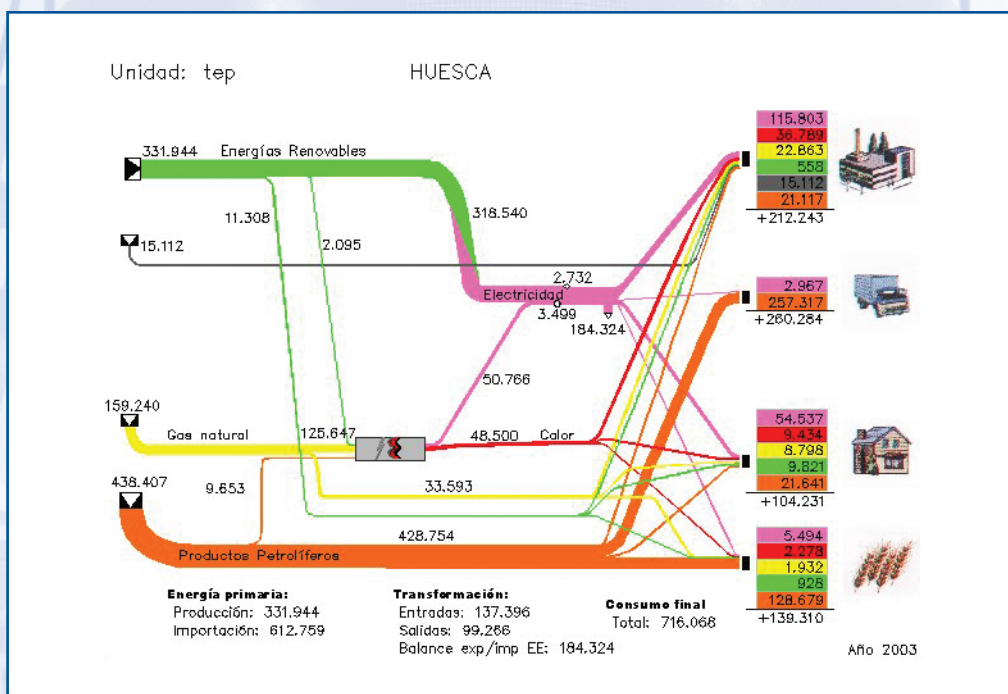 Unidad: tep
HUESCA
331.944
Energías Renovables
11.308
2.095
318.540
15.112
2.732
Electricidad
3.499
184.324
50.766
159.240
Gas natural
125.647
48.500
Calor
438.407
9.653
33.593
428.754
Productos Petrolíferos
115.803
36.789
22.863
558
15.112
21.117
+212.243
2.967
257.317
+260.284
54.537
9.434
8.798
9.821
21.641
+104.231
5.494
2.278
1.932
928
128.679
+139.310
Energía primaria:
Producción: 331.944
Importación: 612.759
Transformación:
Entradas: 137.396
Salidas: 99.266
Balance exp/imp EE: 184.324
Consumo final
Total: 716.068
Año 2003